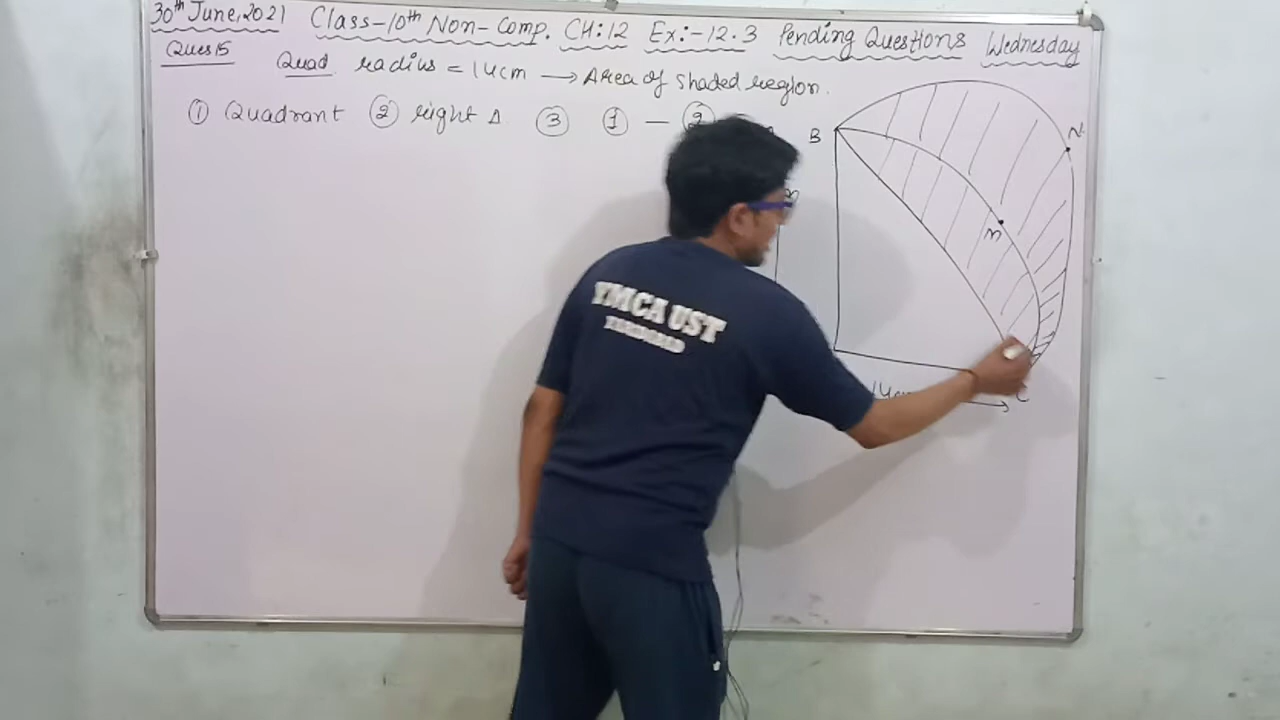 30th June, 2021 Class-10th Non-Comp. CH:12 Ex:-12.3 Pending Questions Wednesday
Ques 15 Quad. radius = 14cm → Area of shaded region.
① Quadrant ② right Δ ③ ① — ②
B
N
m
14cm
C
YMCA UST